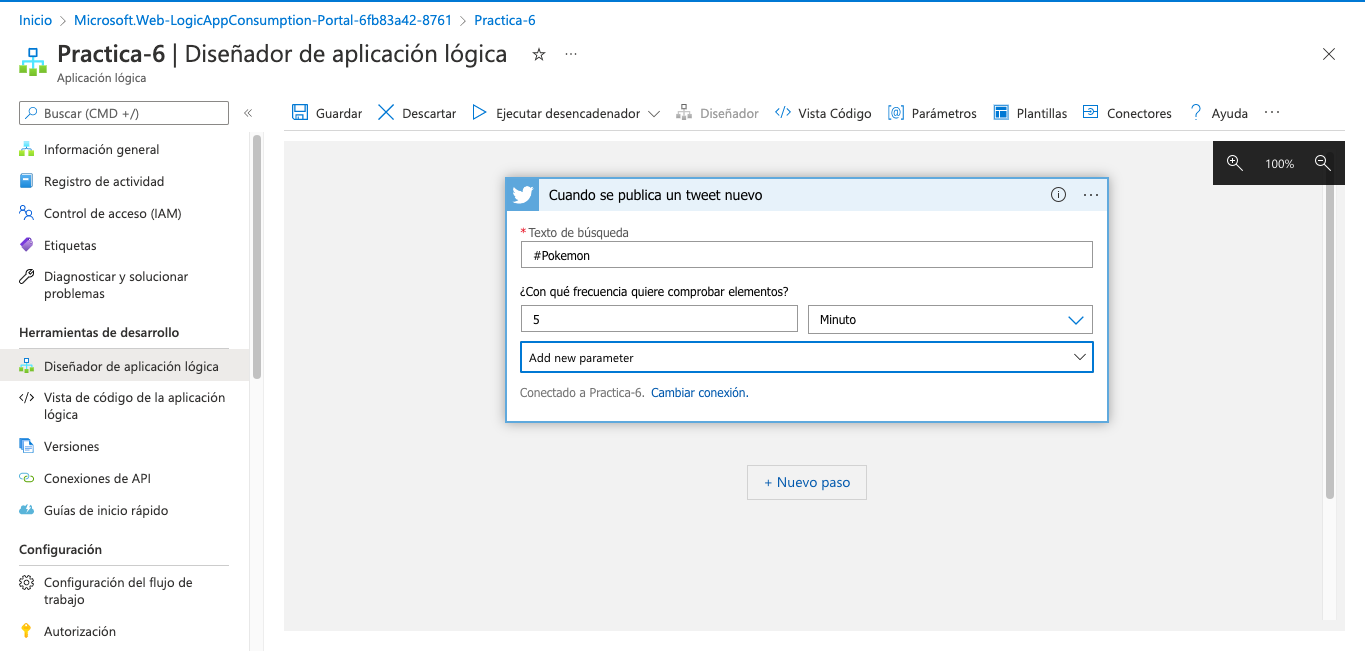 Inicio > Microsoft.Web-LogicAppConsumption-Portal-6fb83a42-8761 > Practica-6
Practica-6 | Diseñador de aplicación lógica
Aplicación lógica
Buscar (CMD +/)
Guardar Descartar Ejecutar desencadenador Diseñador Vista Código Parámetros Plantillas Conectores Ayuda
Información general
Registro de actividad
Control de acceso (IAM)
Etiquetas
Diagnosticar y solucionar
problemas
Herramientas de desarrollo
Diseñador de aplicación lógica
Vista de código de la aplicación
lógica
Versiones
Conexiones de API
Guías de inicio rápido
Configuración
Configuración del flujo de
trabajo
Autorización
100%
Cuando se publica un tweet nuevo
* Texto de búsqueda
#Pokemon
¿Con qué frecuencia quiere comprobar elementos?
5 Minuto
Add new parameter
Conectado a Practica-6. Cambiar conexión.
+ Nuevo paso